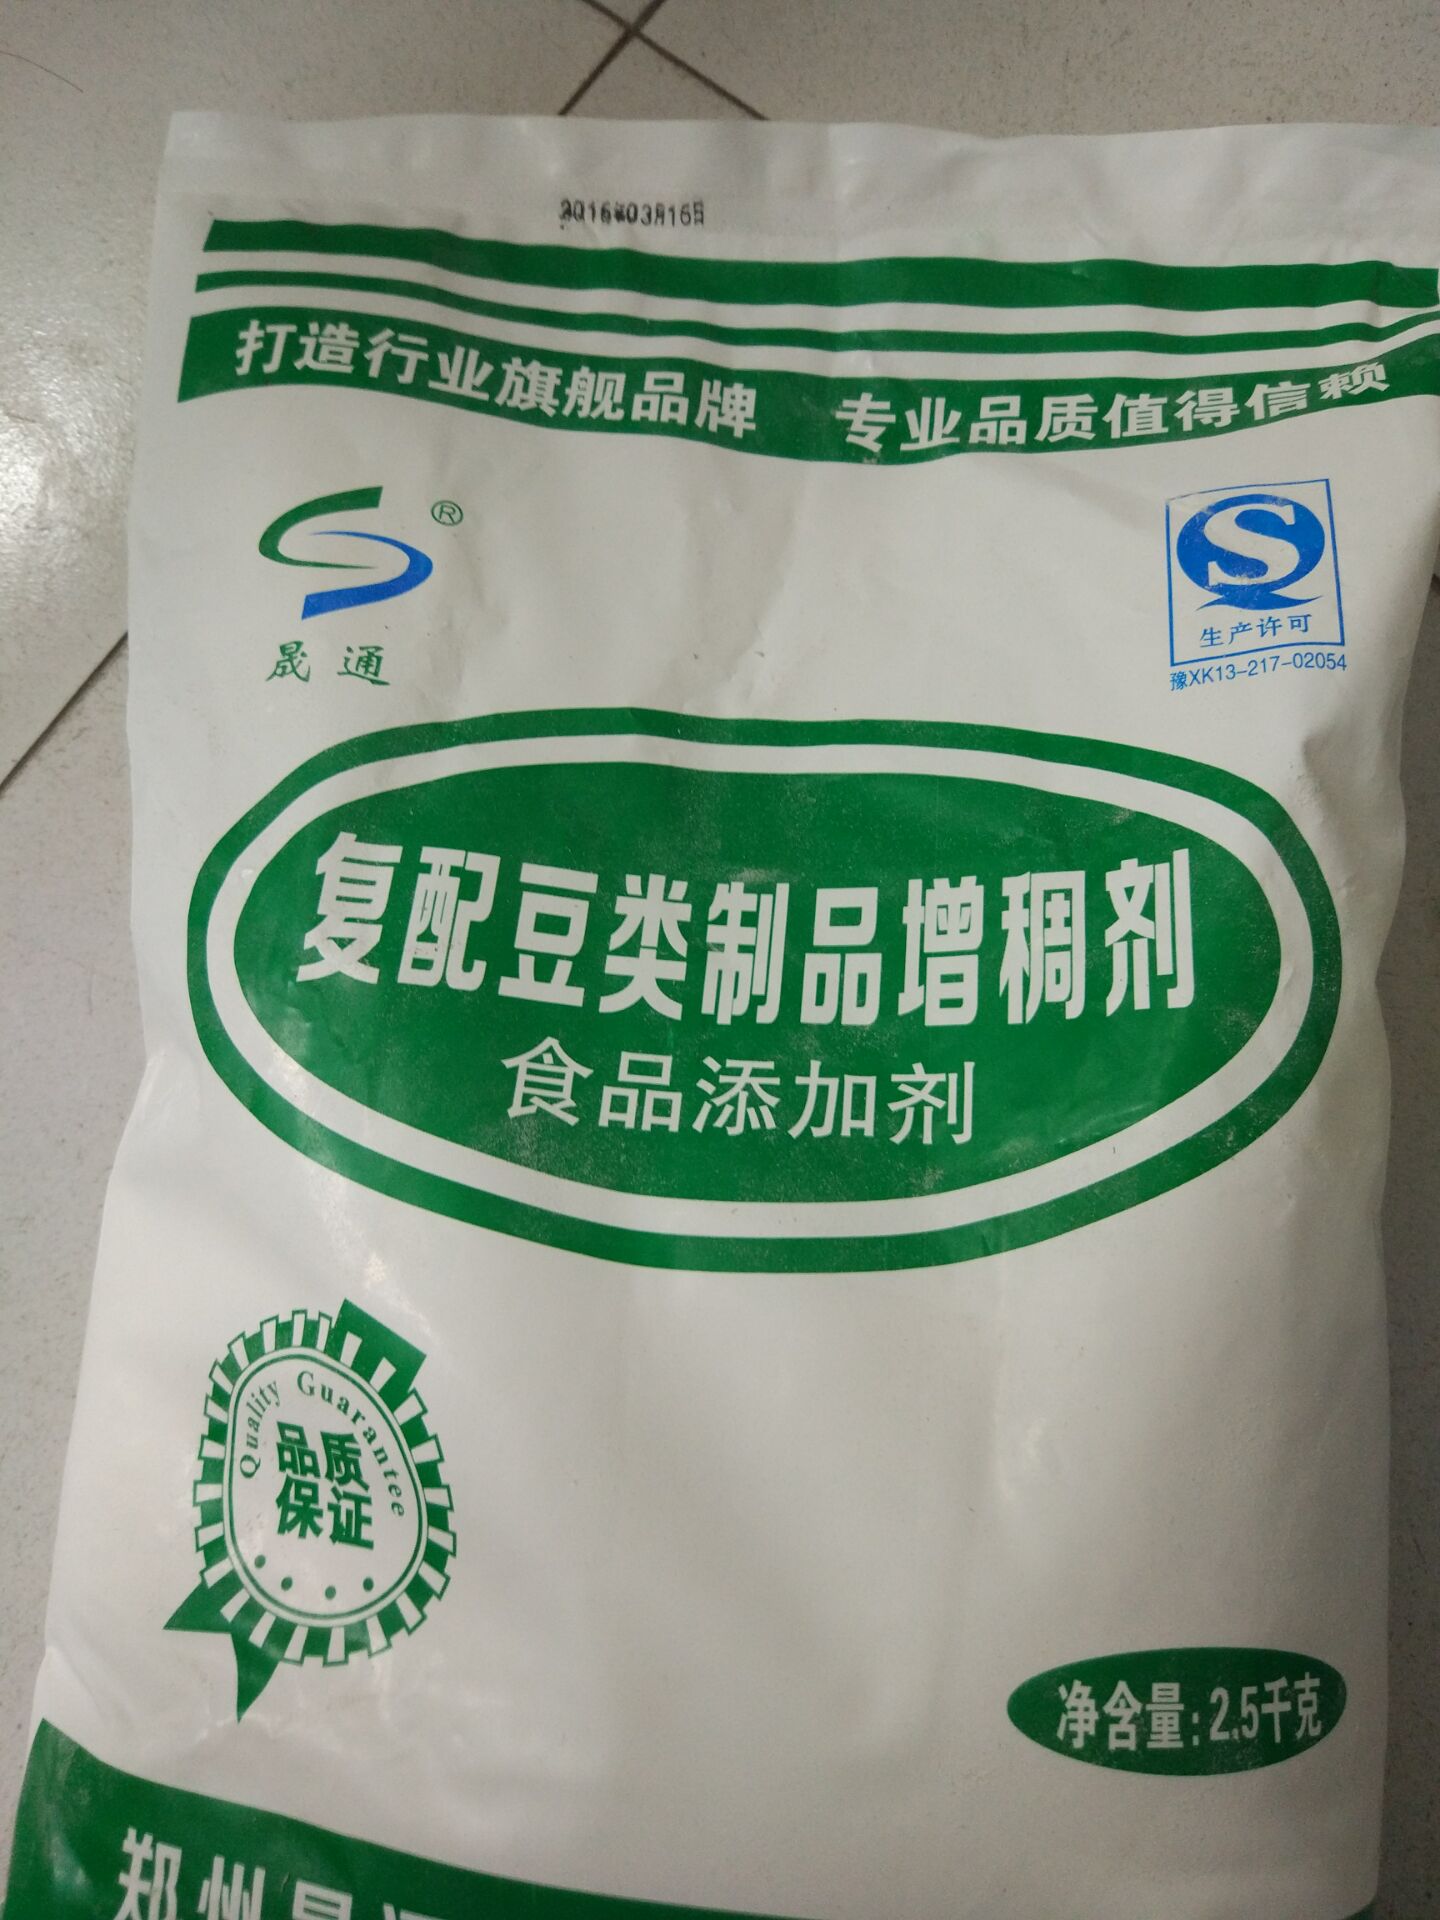 2016年03月16日
打造行业旗舰品牌 专业品质值得信赖
®
晟通
S
生产许可
豫XK13-217-02054
复配豆类制品增稠剂
食品添加剂
Quality Guarantee
品质
保证
净含量:2.5千克
郑州晟通